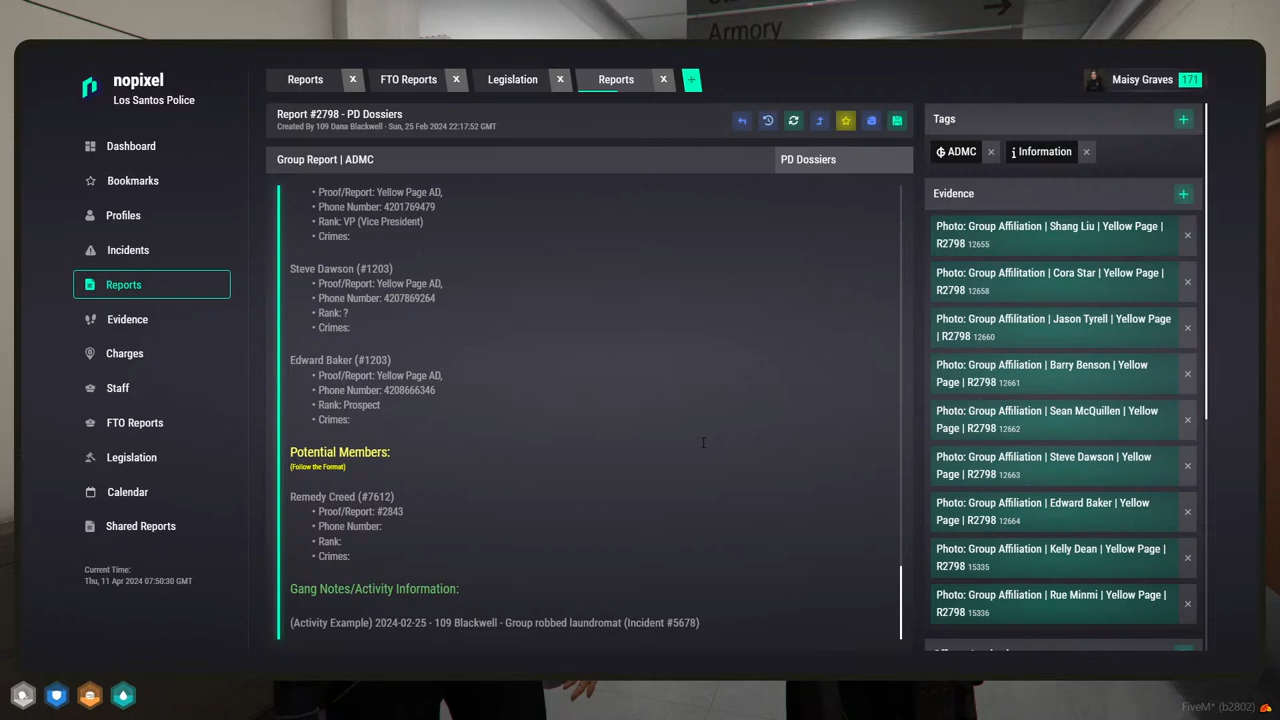 Armory
nopixel
Los Santos Police
Dashboard
Bookmarks
Profiles
Incidents
Reports
Evidence
Charges
Staff
FTO Reports
Legislation
Calendar
Shared Reports
Current Time:
Thu, 11 Apr 2024 07:50:30 GMT
Reports x FTO Reports x Legislation x Reports x +
Maisy Graves 171
Report #2798 - PD Dossiers
Created By 109 Dana Blackwell - Sun, 25 Feb 2024 22:17:52 GMT
Group Report | ADMC
PD Dossiers
• Proof/Report: Yellow Page AD,
• Phone Number: 4201769479
• Rank: VP (Vice President)
• Crimes:
Steve Dawson (#1203)
• Proof/Report: Yellow Page AD,
• Phone Number: 4207869264
• Rank: ?
• Crimes:
Edward Baker (#1203)
• Proof/Report: Yellow Page AD,
• Phone Number: 4208666346
• Rank: Prospect
• Crimes:
Potential Members:
(Follow the Format)
Remedy Creed (#7612)
• Proof/Report: #2843
• Phone Number:
• Rank:
• Crimes:
Gang Notes/Activity Information:
(Activity Example) 2024-02-25 - 109 Blackwell - Group robbed laundromat (Incident #5678)
Tags
ADMC
Information
Evidence
Photo: Group Affiliation | Shang Liu | Yellow Page |
R2798 12655
Photo: Group Affilitation | Cora Star | Yellow Page |
R2798 12658
Photo: Group Affilitation | Jason Tyrell | Yellow Page
| R2798 12660
Photo: Group Affiliation | Barry Benson | Yellow
Page | R2798 12661
Photo: Group Affiliation | Sean McQuillen | Yellow
Page | R2798 12662
Photo: Group Affiliation | Steve Dawson | Yellow
Page | R2798 12663
Photo: Group Affiliation | Edward Baker | Yellow
Page | R2798 12664
Photo: Group Affiliation | Kelly Dean | Yellow Page |
R2798 15335
Photo: Group Affiliation | Rue Minmi | Yellow Page |
R2798 15336
FiveM* (b2802)